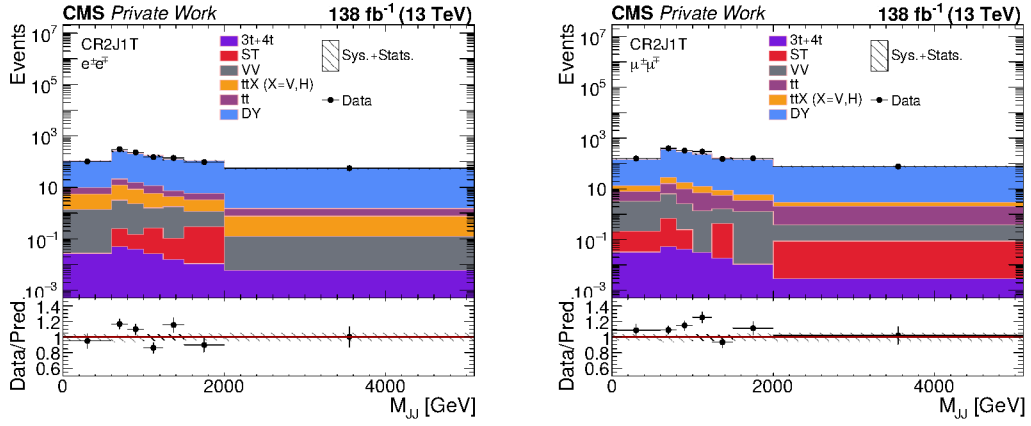 CMS Private Work 138 fb⁻¹ (13 TeV)
Events
10⁷
10⁵
10³
10
10⁻¹
10⁻³
CR2J1T
e±e∓
3t+4t
ST
VV
ttX (X=V,H)
tt
DY
Sys.+Stats.
Data
Data/Pred.
1.4
1.2
1
0.8
0.6
0 2000 4000
M_JJ [GeV]
CMS Private Work 138 fb⁻¹ (13 TeV)
Events
10⁷
10⁵
10³
10
10⁻¹
10⁻³
CR2J1T
μ±μ∓
3t+4t
ST
VV
tt
ttX (X=V,H)
DY
Sys.+Stats.
Data
Data/Pred.
1.4
1.2
1
0.8
0.6
0 2000 4000
M_JJ [GeV]